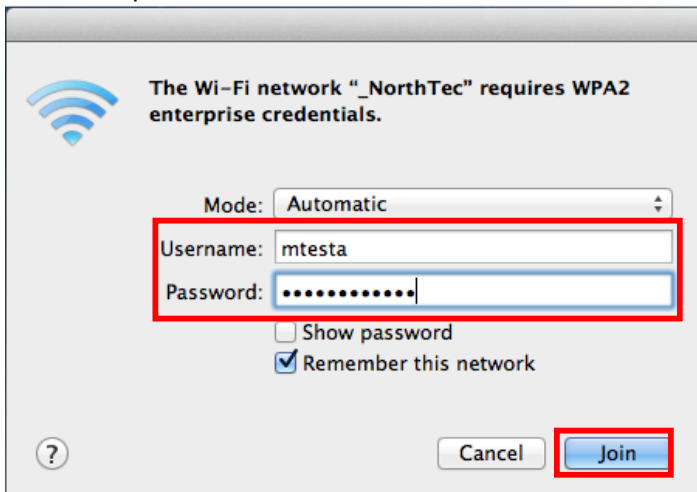 The Wi-Fi network “_NorthTec” requires WPA2
enterprise credentials.
Mode: Automatic
Username: mtesta
Password: ••••••••••••
Show password
Remember this network
? Cancel Join